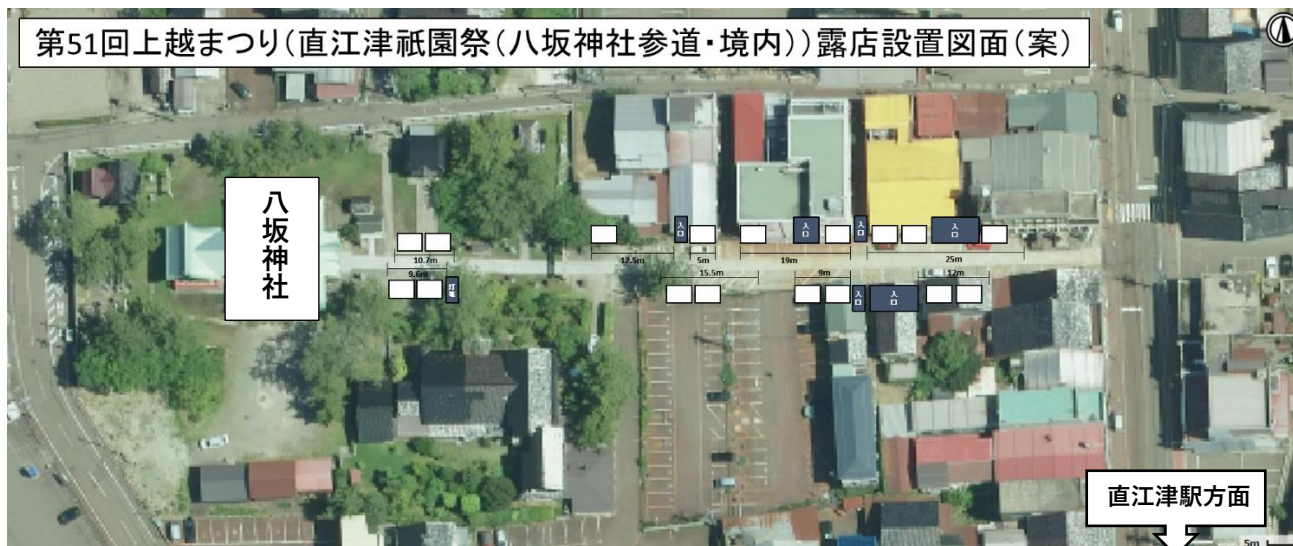 第51回上越まつり(直江津祇園祭(八坂神社参道・境内))露店設置図面(案)
八坂神社
10.7m
9.6m
灯篭
12.5m
入口
5m
15.5m
19m
入口
9m
入口
入口
入口
25m
入口
12m
直江津駅方面
5m